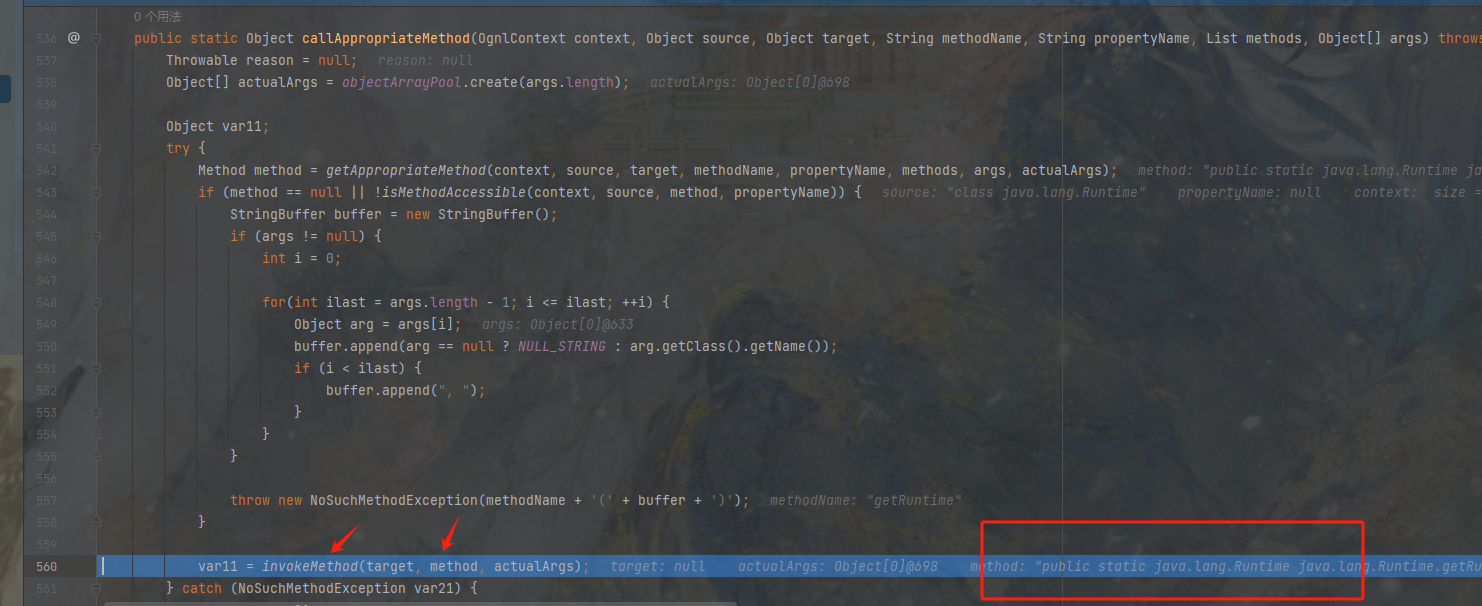 0 个用法
536 @ public static Object callAppropriateMethod(OgnlContext context, Object source, Object target, String methodName, String propertyName, List methods, Object[] args) throws
537 Throwable reason = null; reason: null
538 Object[] actualArgs = objectArrayPool.create(args.length); actualArgs: Object[0]@698
539
540 Object var11;
541 try {
542 Method method = getAppropriateMethod(context, source, target, methodName, propertyName, methods, args, actualArgs); method: "public static java.lang.Runtime ja
543 if (method == null || !isMethodAccessible(context, source, method, propertyName)) { source: "class java.lang.Runtime" propertyName: null context: size =
544 StringBuffer buffer = new StringBuffer();
545 if (args != null) {
546 int i = 0;
547
548 for(int ilast = args.length - 1; i <= ilast; ++i) {
549 Object arg = args[i]; args: Object[0]@633
550 buffer.append(arg == null ? NULL_STRING : arg.getClass().getName());
551 if (i < ilast) {
552 buffer.append(", ");
553 }
554 }
555 }
556
557 throw new NoSuchMethodException(methodName + '(' + buffer + ')'); methodName: "getRuntime"
558 }
559
560 var11 = invokeMethod(target, method, actualArgs); target: null actualArgs: Object[0]@698 method: "public static java.lang.Runtime java.lang.Runtime.getRu
561 } catch (NoSuchMethodException var21) {